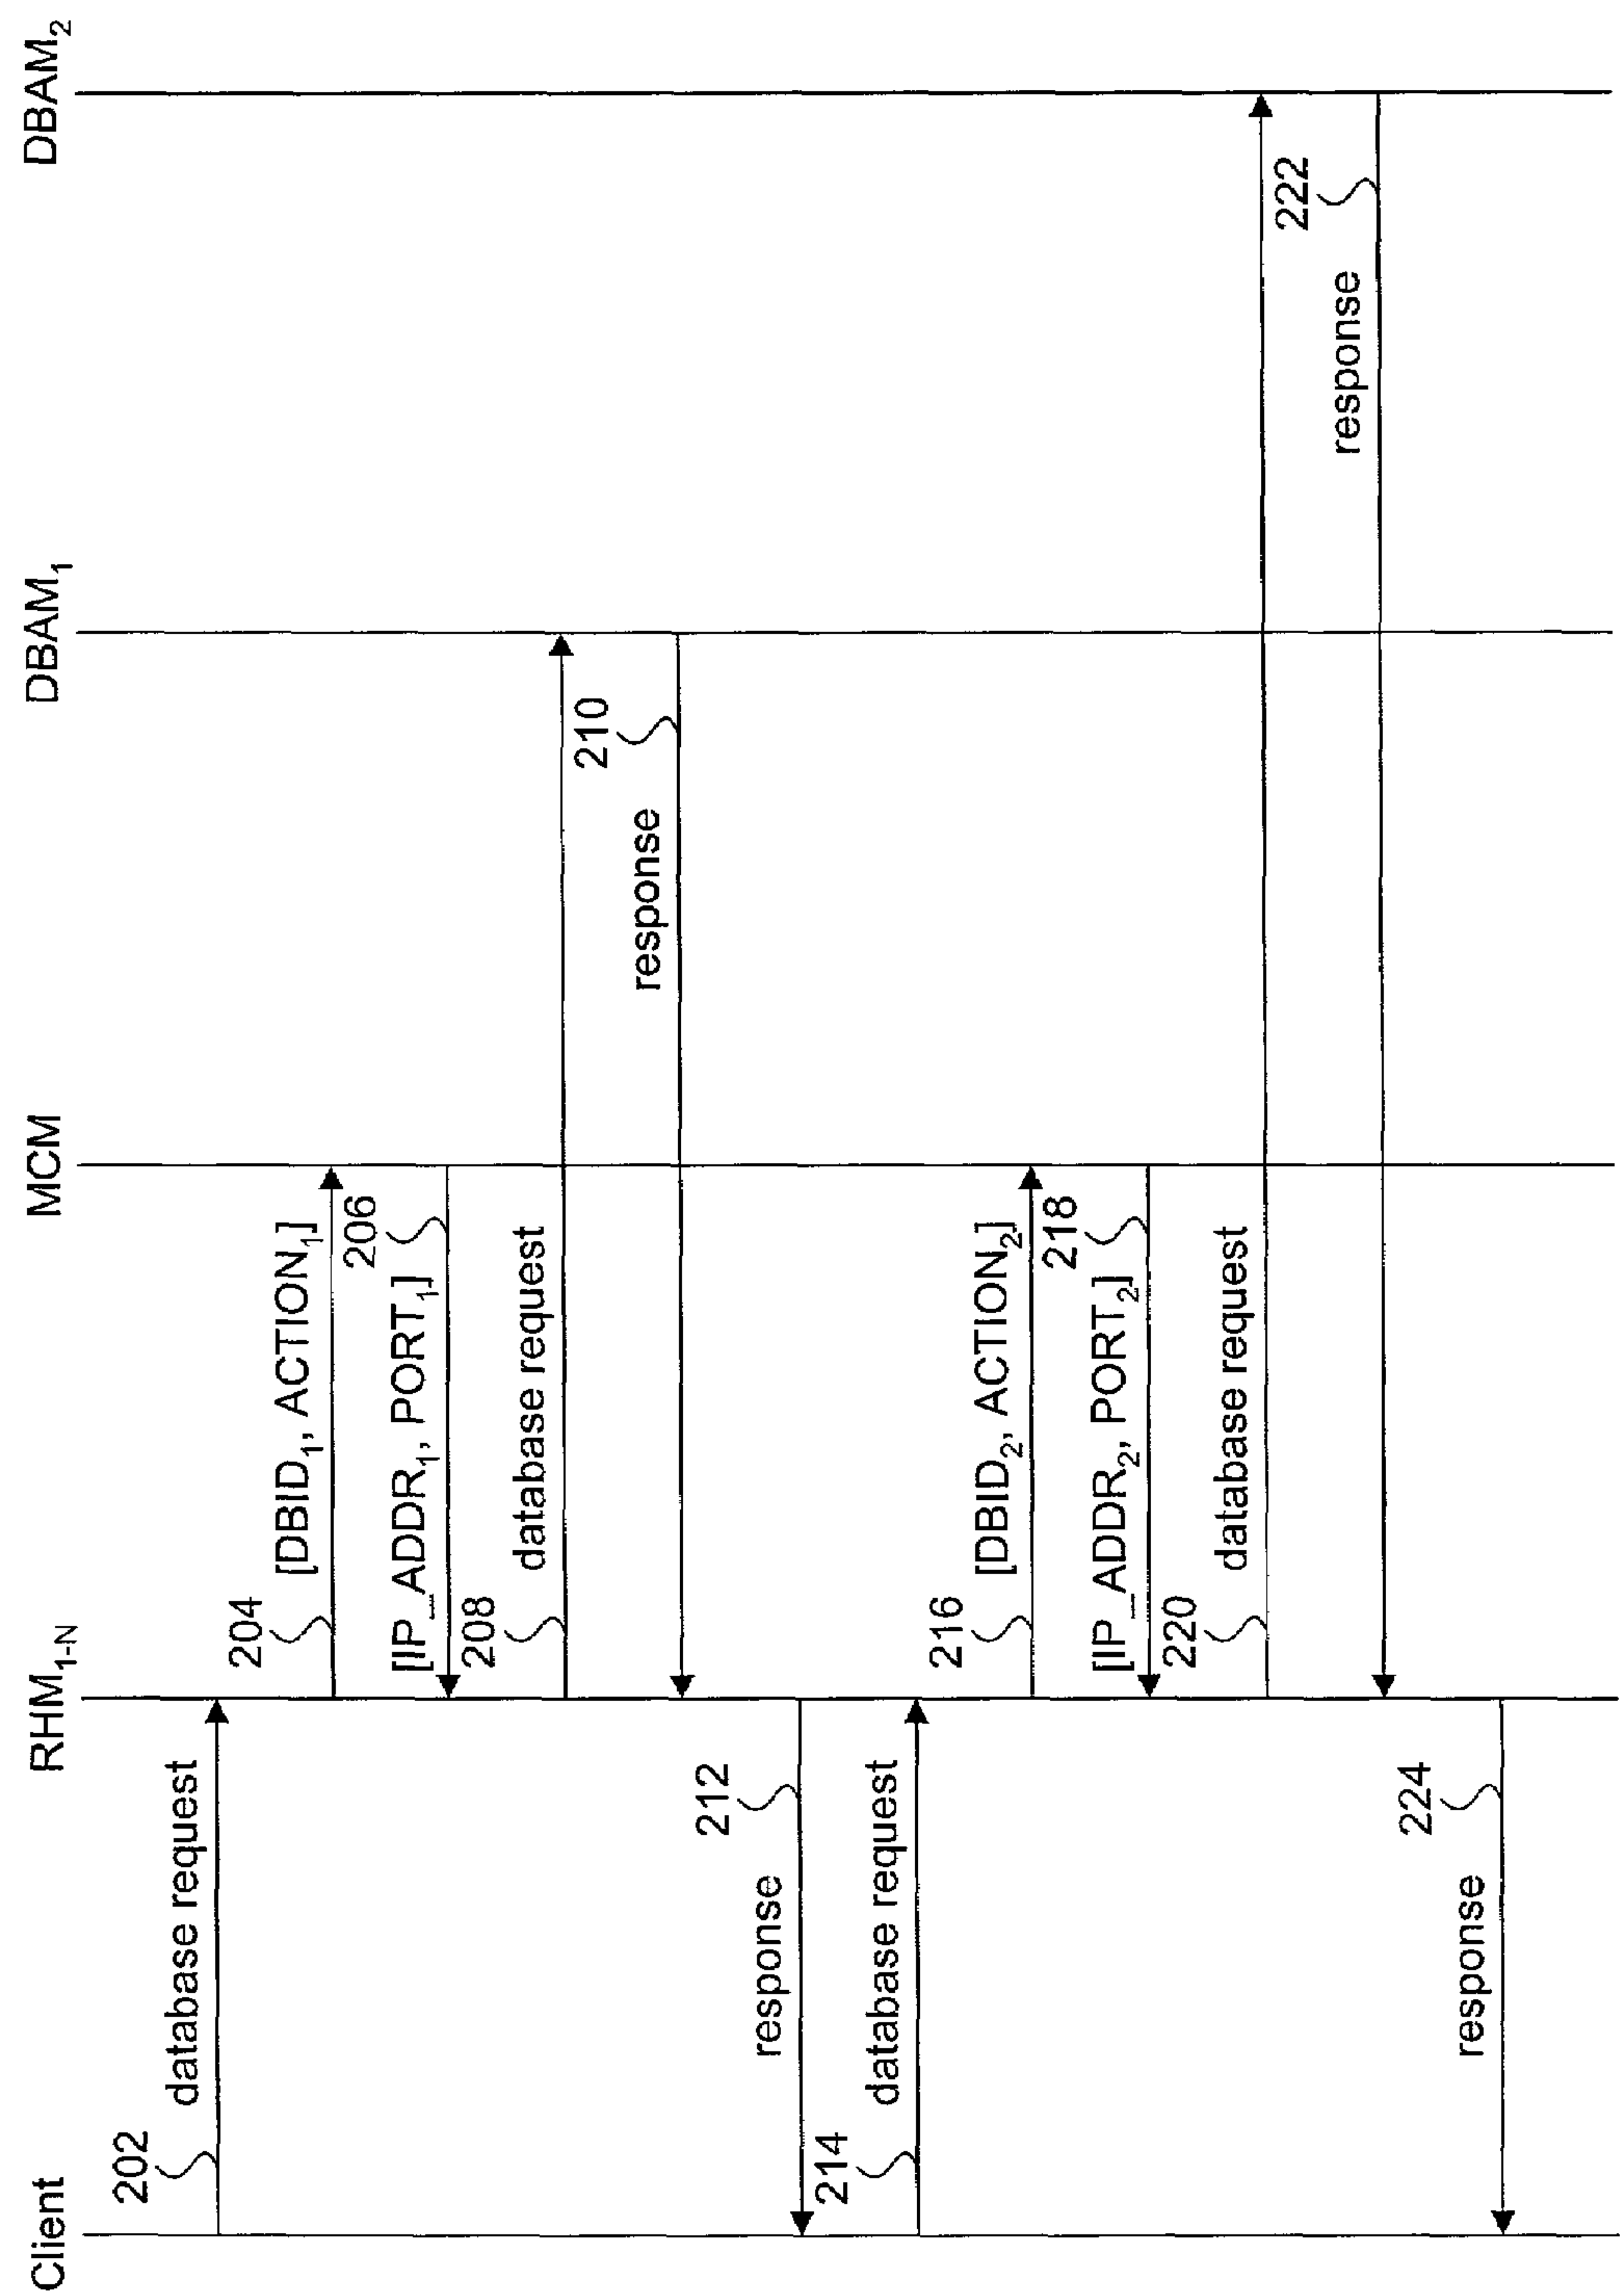 Client
RHM1-N
MCM
DBAM1
DBAM2
202
database request
204
[DBID1, ACTION1]
206
[IP_ADDR1, PORT1]
208
database request
210
response
212
response
214
database request
216
[DBID2, ACTION2]
218
[IP_ADDR2, PORT2]
220
database request
222
response
224
response